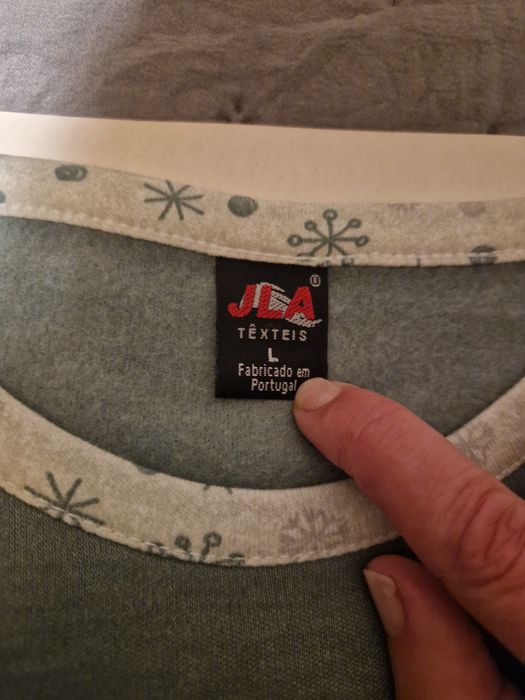 JLA®
TÊXTEIS
L
Fabricado em
Portugal